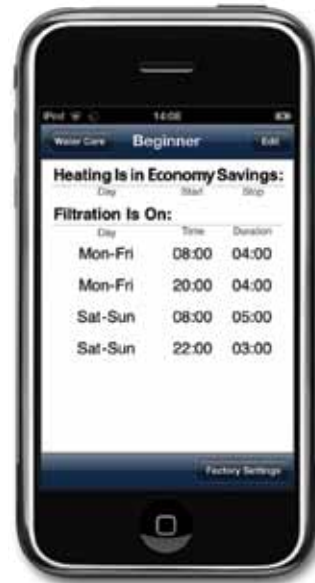 iPod 14:08
Water Care Beginner Edit
Heating Is in Economy Savings:
Day Start Stop
Filtration Is On:
Day Time Duration
Mon-Fri 08:00 04:00
Mon-Fri 20:00 04:00
Sat-Sun 08:00 05:00
Sat-Sun 22:00 03:00
Factory Settings